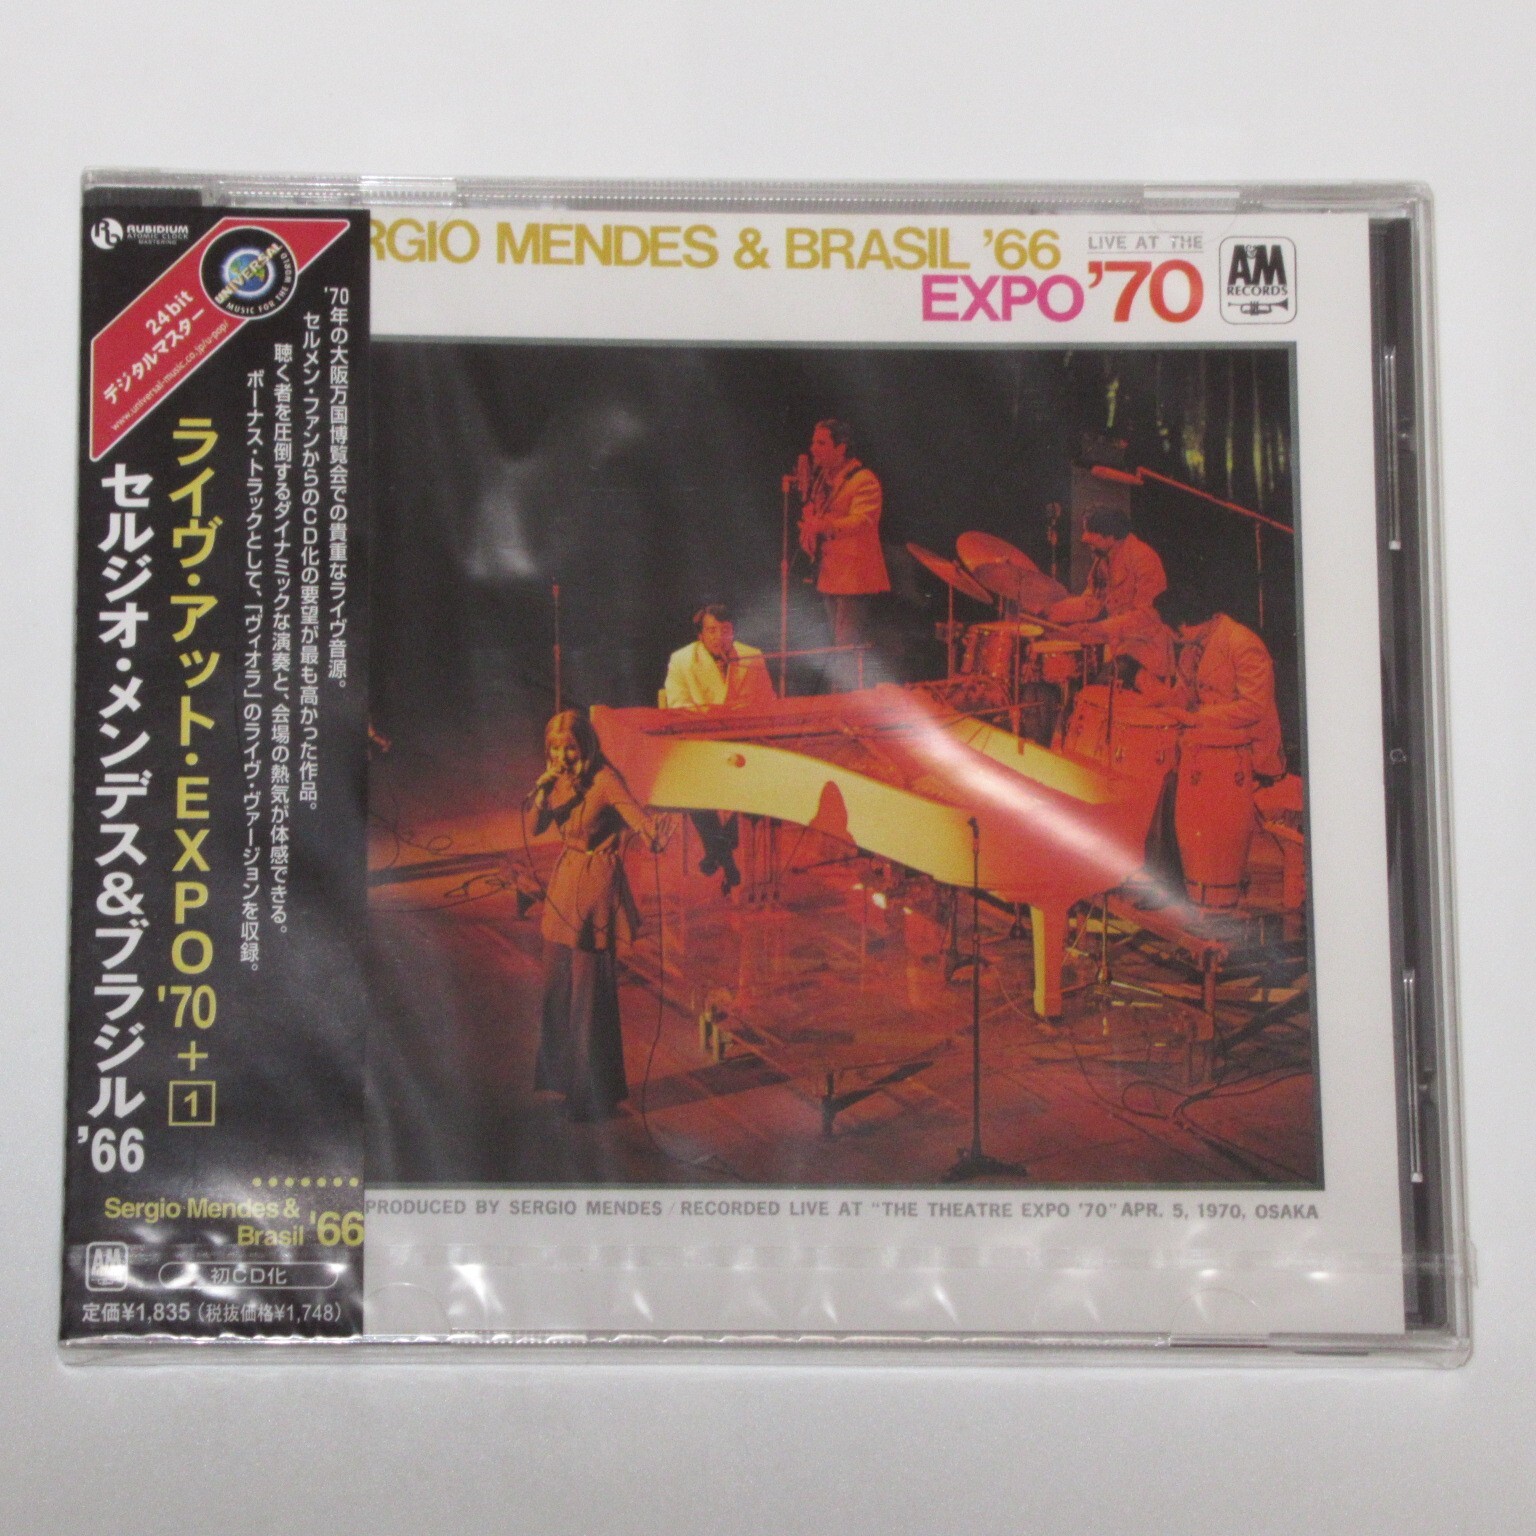 Rb RUBIDIUM
ATOMIC CLOCK
MASTERING
UNIVERSAL
MUSIC FOR THE WORLD
24bit
デジタルマスター
www.universal-music.co.jp/u-pop/
'70年の大阪万国博覧会での貴重なライヴ音源。
セルメン・ファンからのCD化の要望が最も高かった作品。
聴く者を圧倒するダイナミックな演奏と、会場の熱気が体感できる。
ボーナス・トラックとして、「ヴィオラ」のライヴ・ヴァージョンを収録。
ライヴ・アット・EXPO '70+1
セルジオ・メンデス&ブラジル '66
Sergio Mendes &
Brasil '66
A&M
初CD化
定価¥1,835(税抜価格¥1,748)
RGIO MENDES & BRASIL '66
LIVE AT THE
EXPO '70
A&M
RECORDS
PRODUCED BY SERGIO MENDES / RECORDED LIVE AT "THE THEATRE EXPO '70" APR. 5, 1970, OSAKA